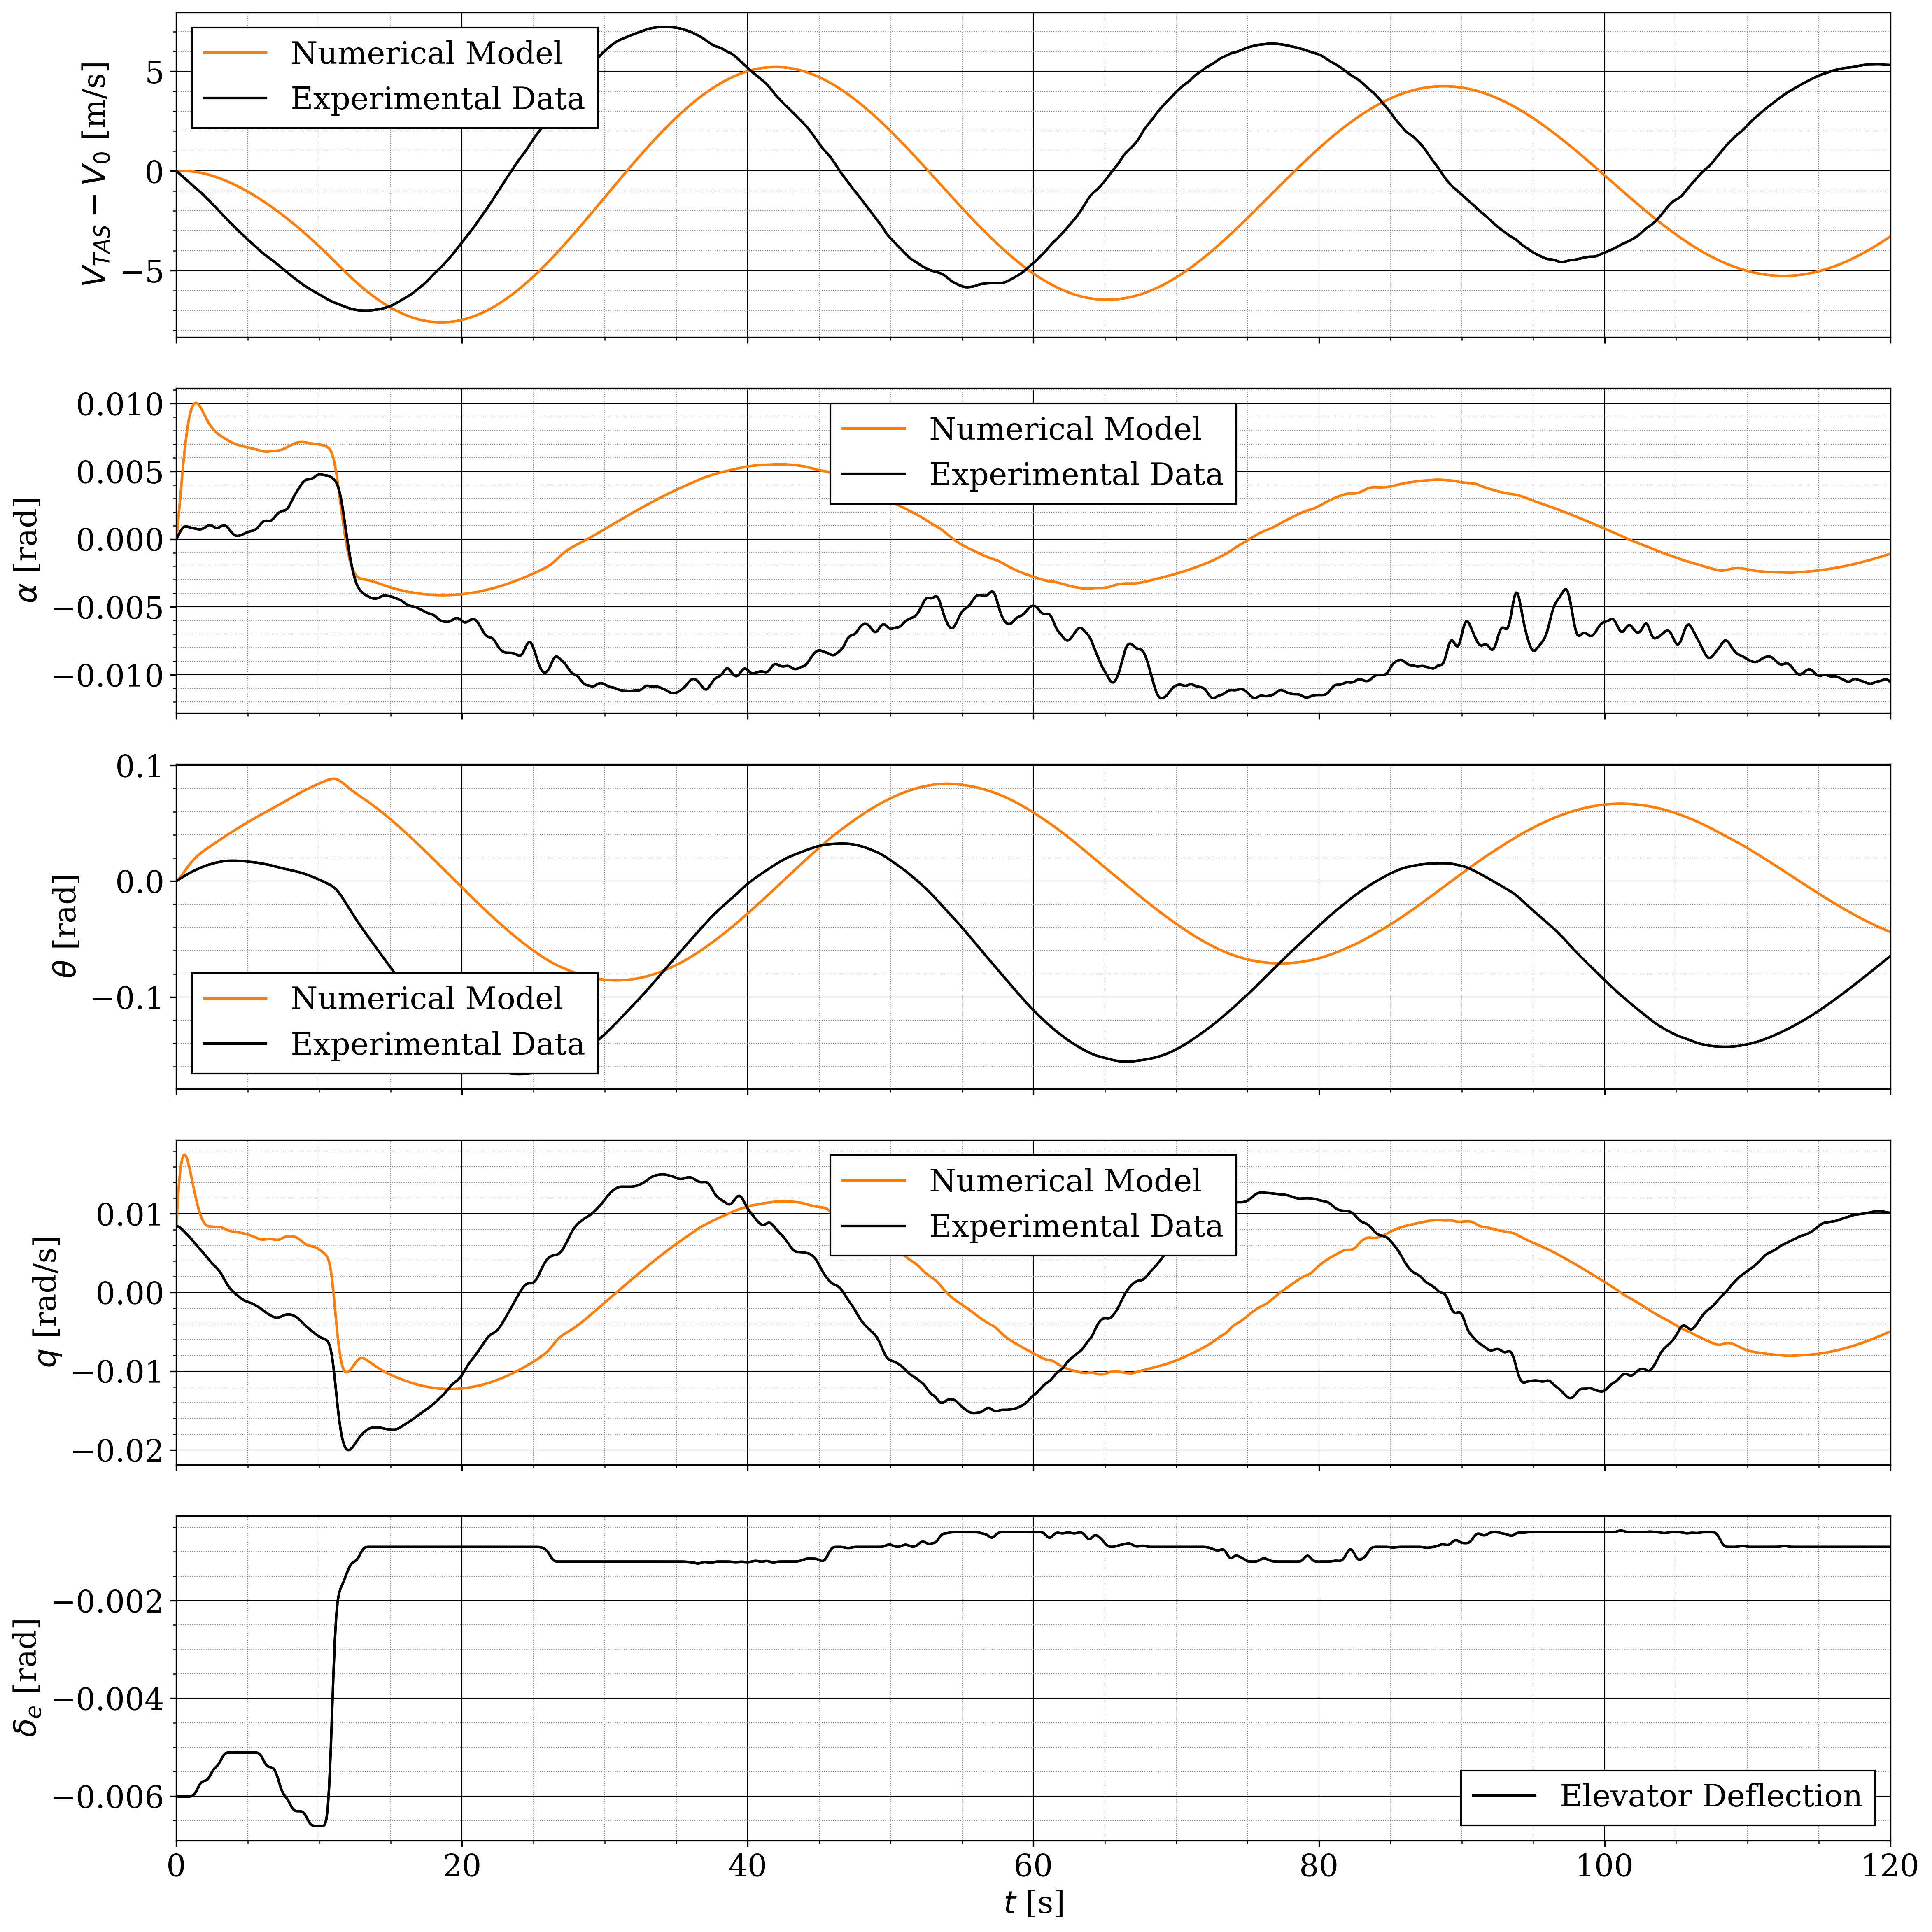 Numerical Model
Experimental Data
V_TAS − V_0 [m/s]
5
0
−5
Numerical Model
Experimental Data
α [rad]
0.010
0.005
0.000
−0.005
−0.010
Numerical Model
Experimental Data
θ [rad]
0.1
0.0
−0.1
Numerical Model
Experimental Data
q [rad/s]
0.01
0.00
−0.01
−0.02
Elevator Deflection
δ_e [rad]
−0.002
−0.004
−0.006
0 20 40 60 80 100 120
t [s]